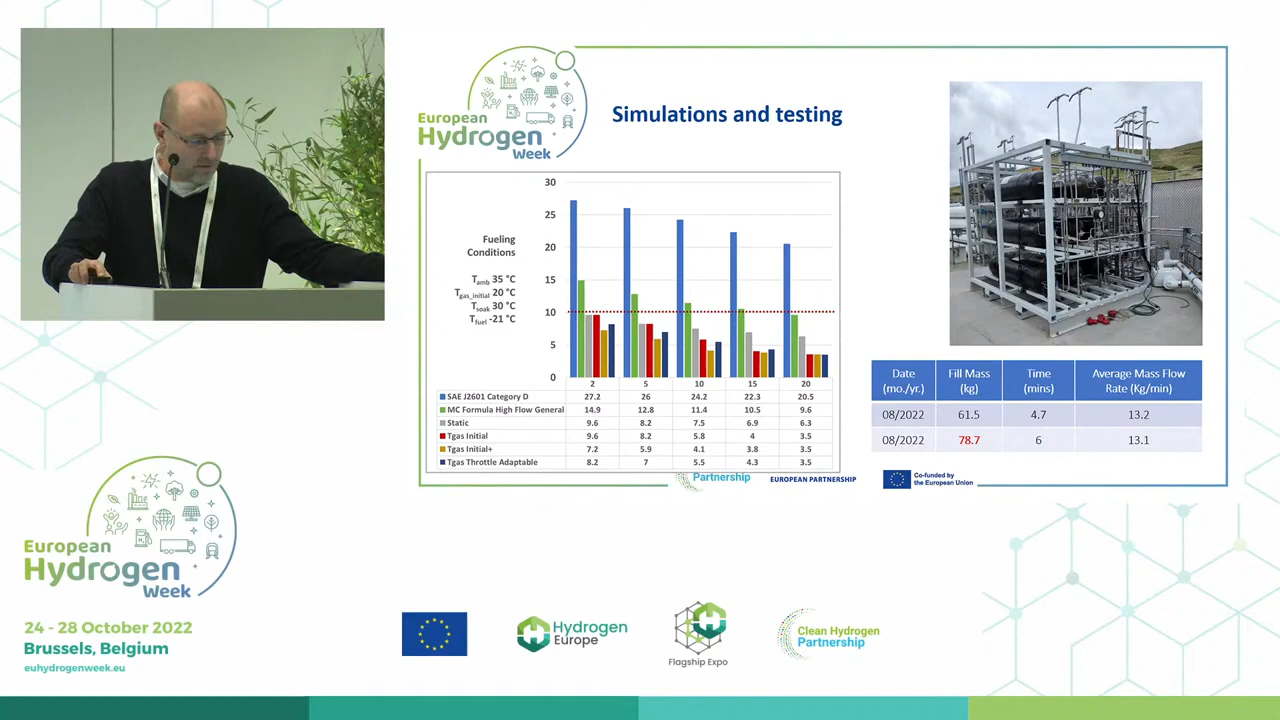 European
Hydrogen
Week
Simulations and testing
Fueling
Conditions
Tamb 35 °C
Tgas_initial 20 °C
Tsoak 30 °C
Tfuel -21 °C
30
25
20
15
10
5
0
2 5 10 15 20
SAE J2601 Category D 27.2 26 24.2 22.3 20.5
MC Formula High Flow General 14.9 12.8 11.4 10.5 9.6
Static 9.6 8.2 7.5 6.9 6.3
Tgas Initial 9.6 8.2 5.8 4 3.5
Tgas Initial+ 7.2 5.9 4.1 3.8 3.5
Tgas Throttle Adaptable 8.2 7 5.5 4.3 3.5
Date (mo./yr.) Fill Mass (kg) Time (mins) Average Mass Flow Rate (Kg/min)
08/2022 61.5 4.7 13.2
08/2022 78.7 6 13.1
Partnership
EUROPEAN PARTNERSHIP
Co-funded by
the European Union
European
Hydrogen
Week
24 - 28 October 2022
Brussels, Belgium
euhydrogenweek.eu
Hydrogen
Europe
Flagship Expo
Clean Hydrogen
Partnership